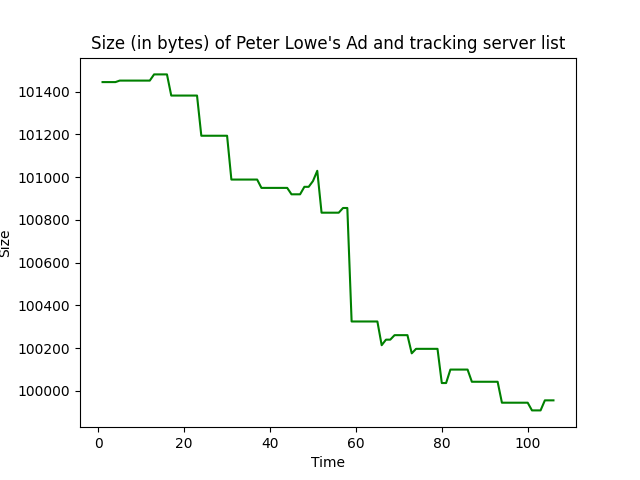 Size (in bytes) of Peter Lowe's Ad and tracking server list
101400
101200
101000
100800
100600
100400
100200
100000
Size
0 20 40 60 80 100
Time